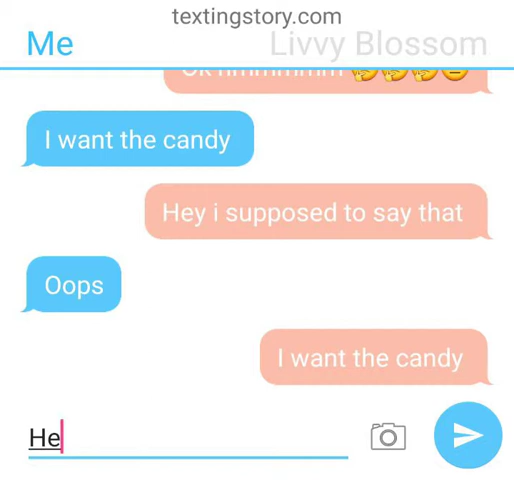 textingstory.com
Me
Livvy Blossom
I want the candy
Hey i supposed to say that
Oops
I want the candy
He